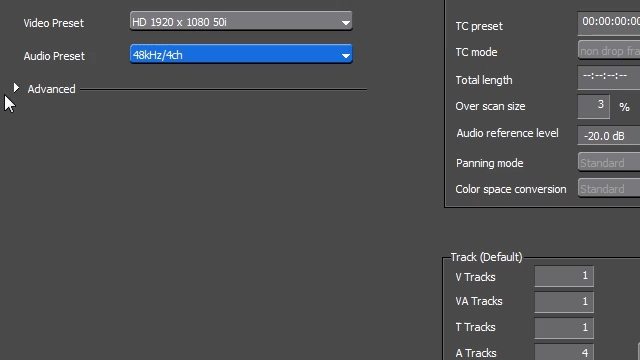 Video Preset HD 1920 x 1080 50i
Audio Preset 48kHz/4ch
Advanced
TC preset 00:00:00:0
TC mode non drop fra
Total length --:--:--:--
Over scan size 3 %
Audio reference level -20.0 dB
Panning mode Standard
Color space conversion Standard
Track (Default)
V Tracks 1
VA Tracks 1
T Tracks 1
A Tracks 4